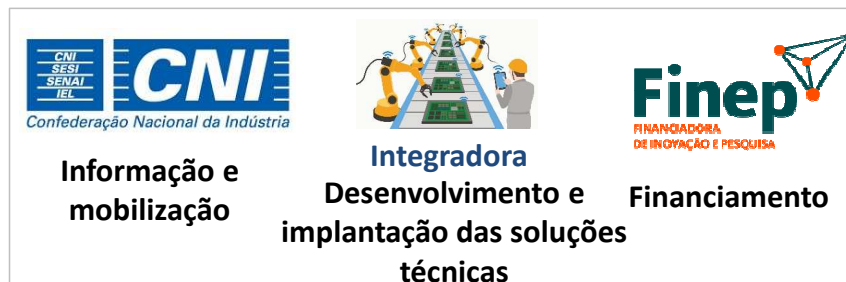 CNI
SESI
SENAI
IEL
CNI
Confederação Nacional da Indústria
Informação e
mobilização
Integradora
Desenvolvimento e
implantação das soluções
técnicas
Finep
FINANCIADORA
DE INOVAÇÃO E PESQUISA
Financiamento